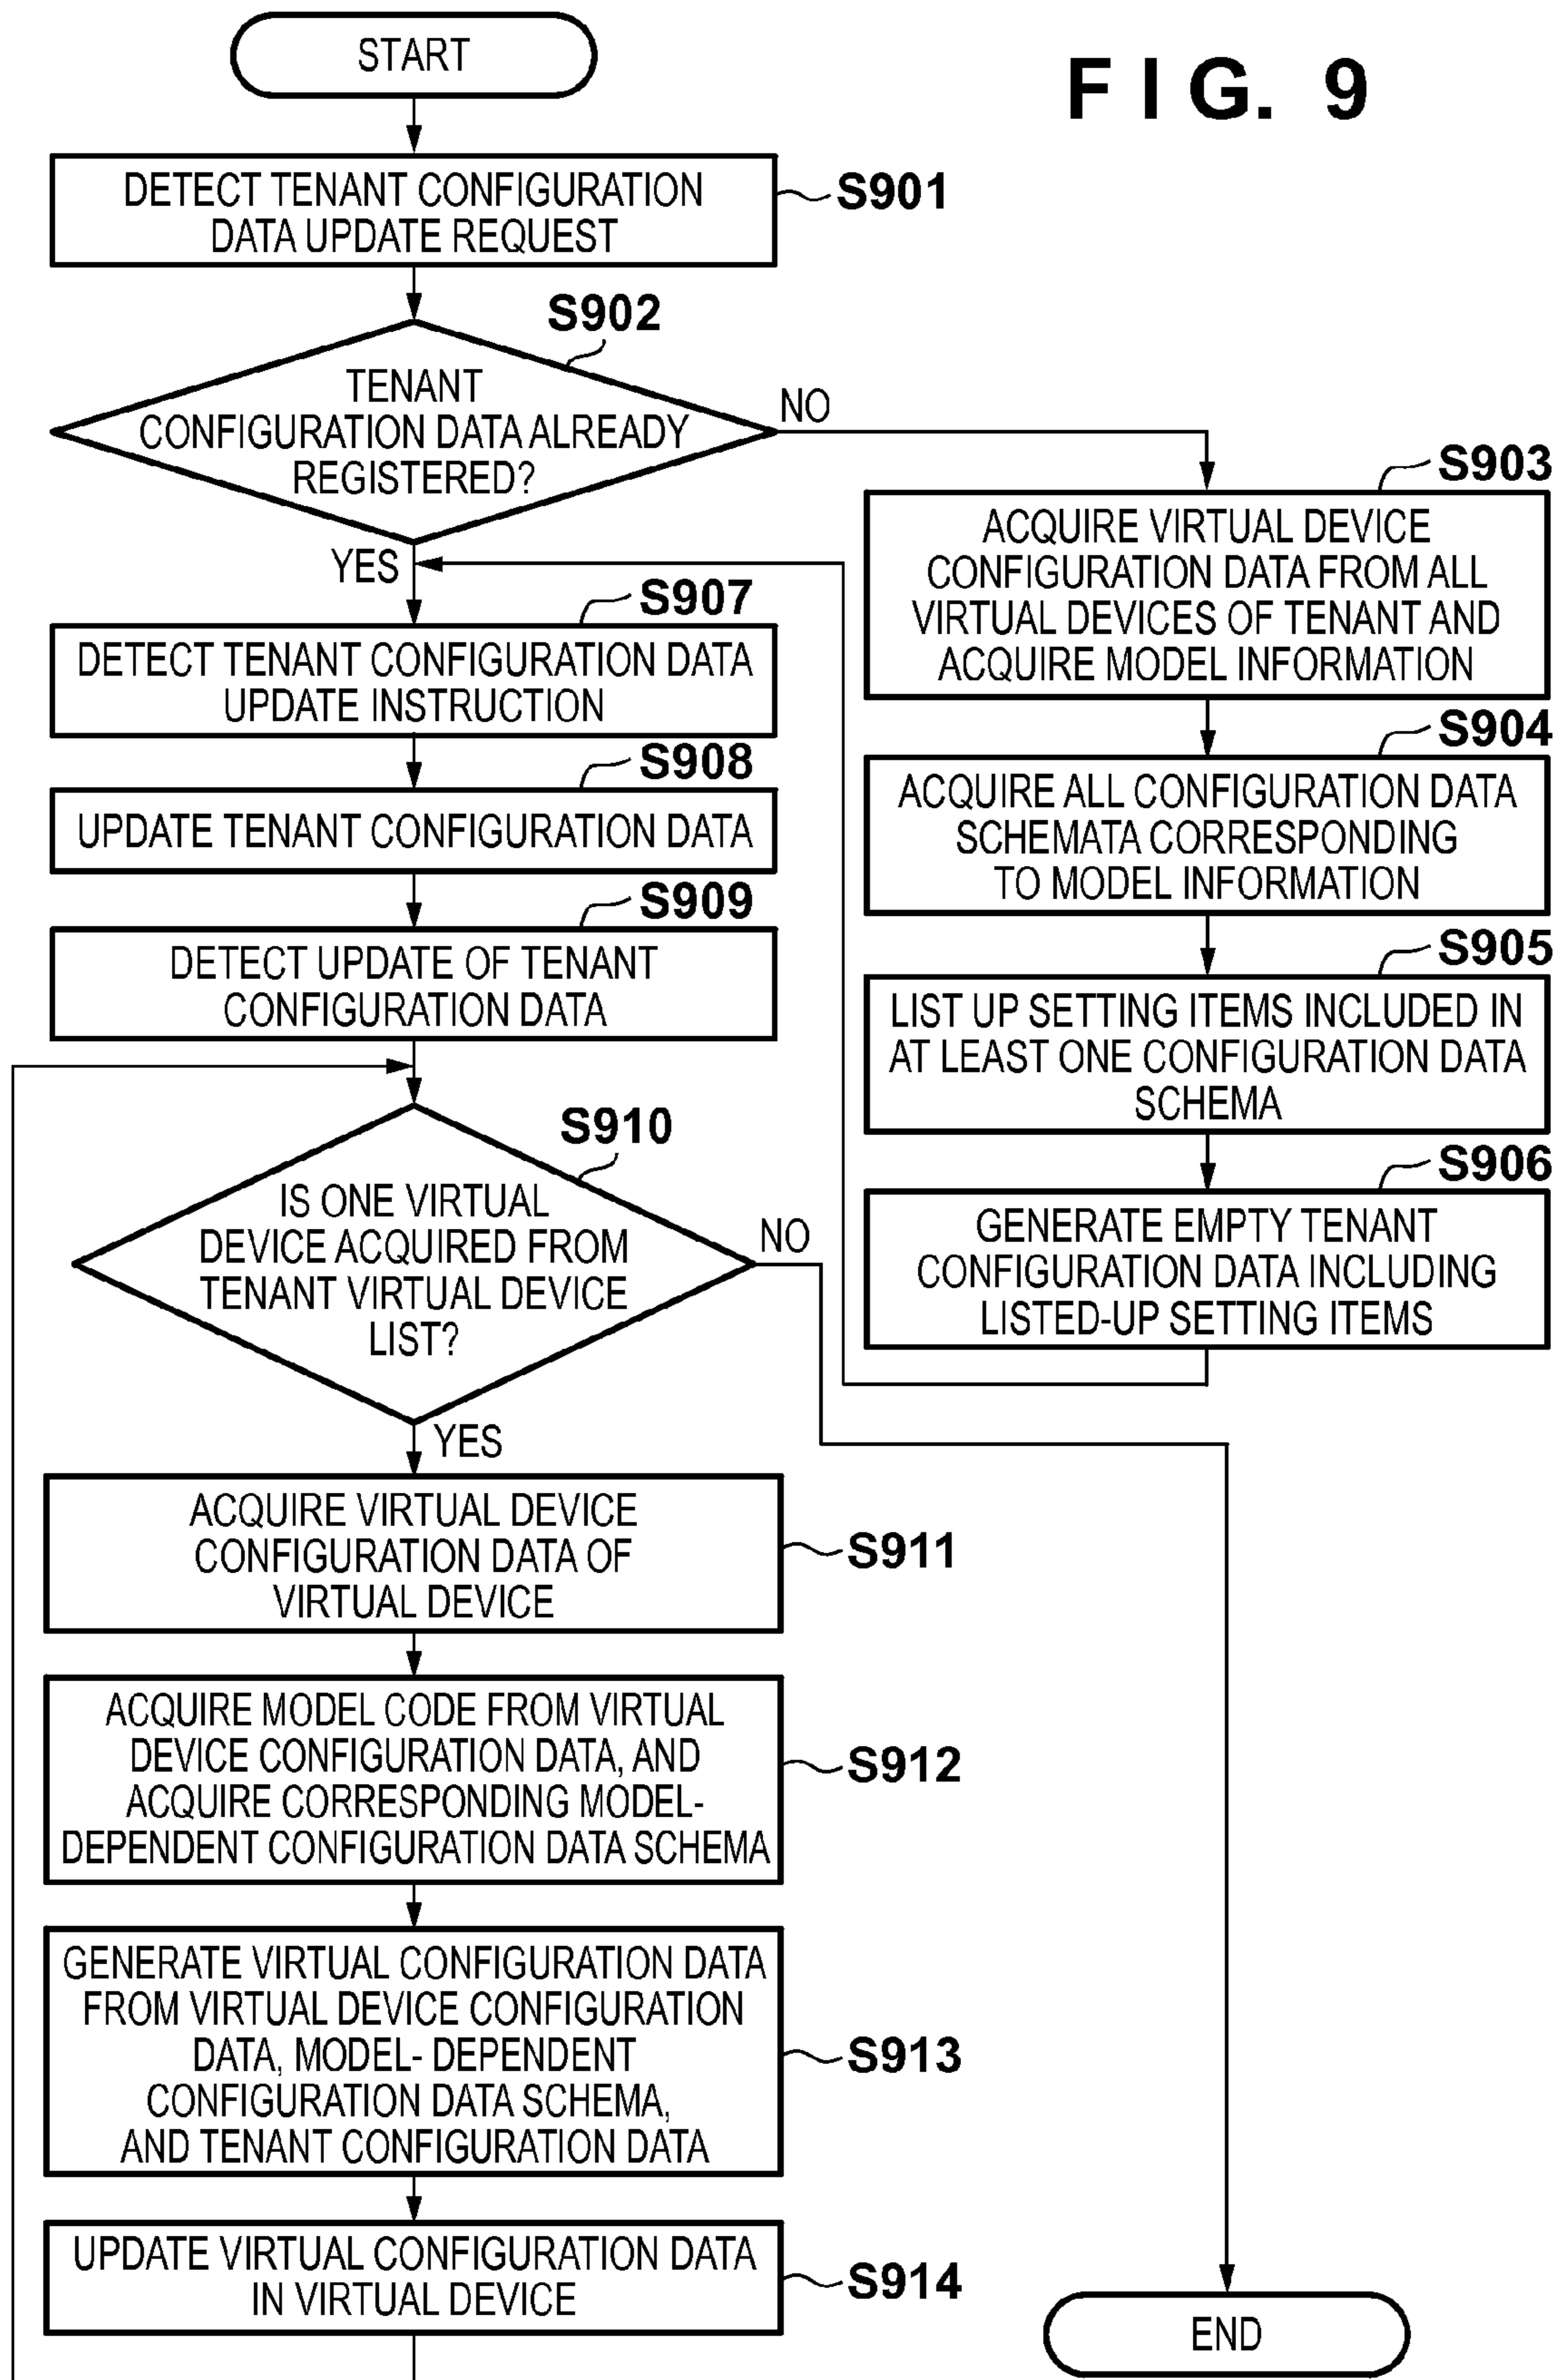 START
FIG. 9
DETECT TENANT CONFIGURATION
DATA UPDATE REQUEST
S901
S902
TENANT
CONFIGURATION DATA ALREADY
REGISTERED?
NO
YES
S903
ACQUIRE VIRTUAL DEVICE
CONFIGURATION DATA FROM ALL
VIRTUAL DEVICES OF TENANT AND
ACQUIRE MODEL INFORMATION
S904
ACQUIRE ALL CONFIGURATION DATA
SCHEMATA CORRESPONDING
TO MODEL INFORMATION
S905
LIST UP SETTING ITEMS INCLUDED IN
AT LEAST ONE CONFIGURATION DATA
SCHEMA
S906
GENERATE EMPTY TENANT
CONFIGURATION DATA INCLUDING
LISTED-UP SETTING ITEMS
S907
DETECT TENANT CONFIGURATION DATA
UPDATE INSTRUCTION
S908
UPDATE TENANT CONFIGURATION DATA
S909
DETECT UPDATE OF TENANT
CONFIGURATION DATA
S910
IS ONE VIRTUAL
DEVICE ACQUIRED FROM
TENANT VIRTUAL DEVICE
LIST?
NO
YES
ACQUIRE VIRTUAL DEVICE
CONFIGURATION DATA OF
VIRTUAL DEVICE
S911
ACQUIRE MODEL CODE FROM VIRTUAL
DEVICE CONFIGURATION DATA, AND
ACQUIRE CORRESPONDING MODEL-
DEPENDENT CONFIGURATION DATA SCHEMA
S912
GENERATE VIRTUAL CONFIGURATION DATA
FROM VIRTUAL DEVICE CONFIGURATION
DATA, MODEL- DEPENDENT
CONFIGURATION DATA SCHEMA,
AND TENANT CONFIGURATION DATA
S913
UPDATE VIRTUAL CONFIGURATION DATA
IN VIRTUAL DEVICE
S914
END